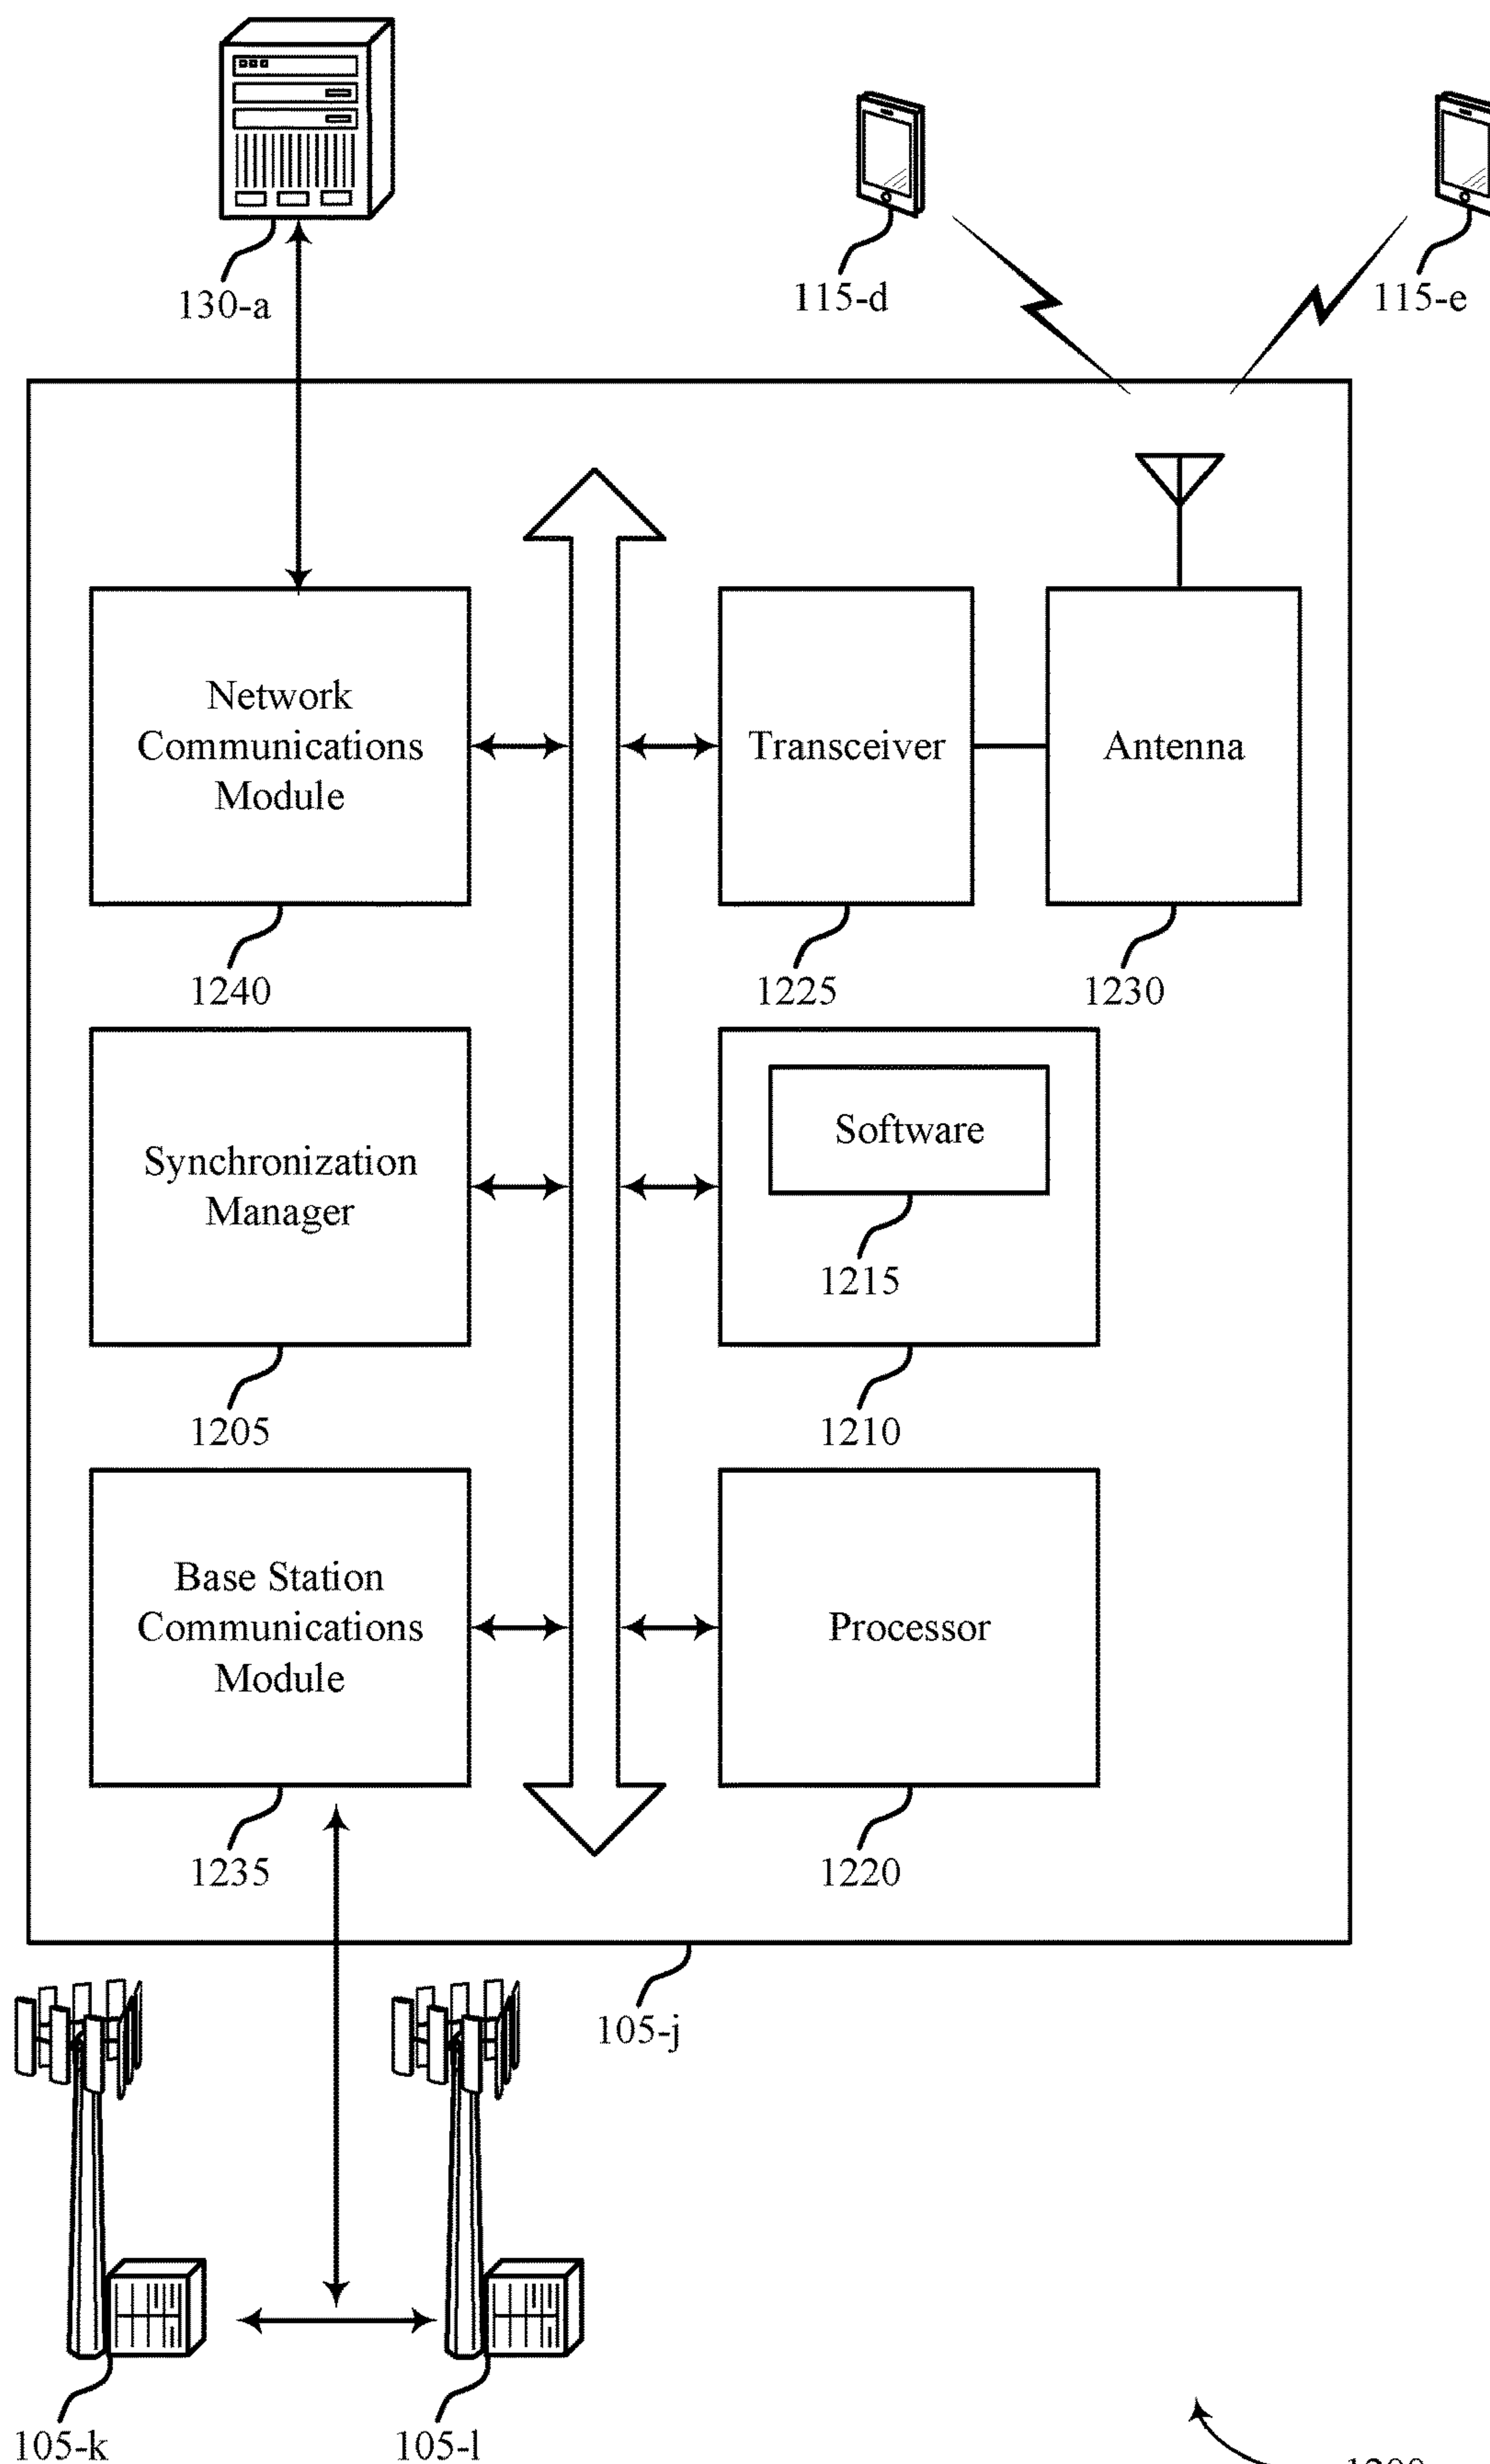 130-a
115-d
115-e
Network
Communications
Module
Transceiver
Antenna
1240
1225
1230
Synchronization
Manager
Software
1215
1205
1210
Base Station
Communications
Module
Processor
1235
1220
105-j
105-k
105-l